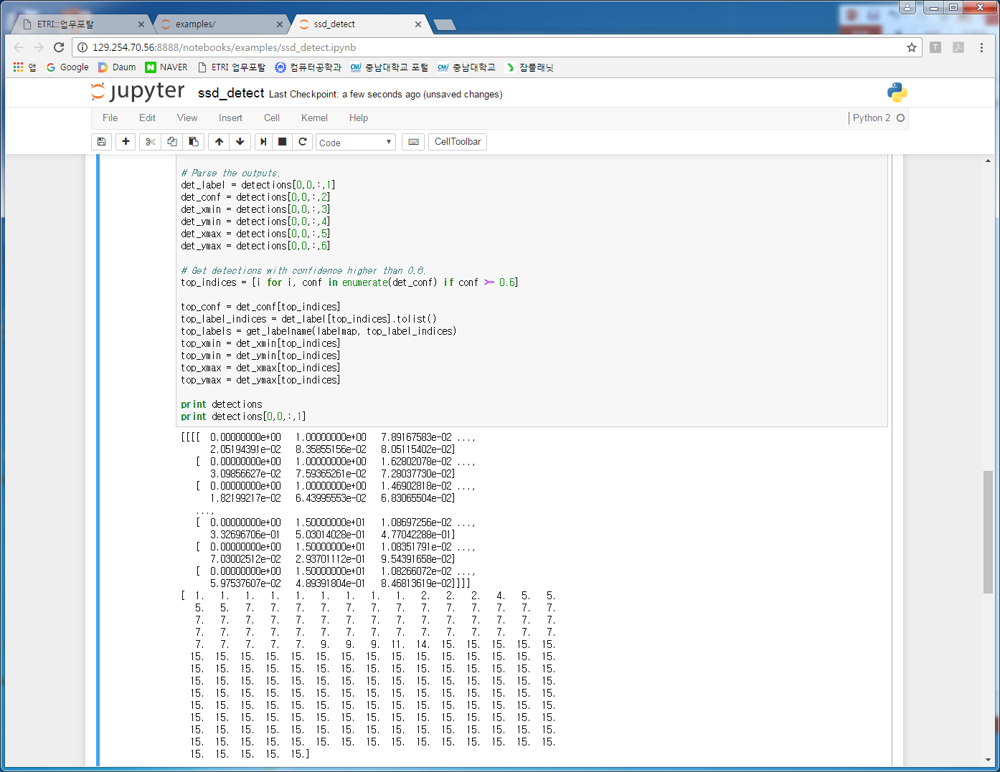 ETRI:::업무포탈
examples/
ssd_detect
129.254.70.56:8888/notebooks/examples/ssd_detect.ipynb
앱 Google Daum NAVER ETRI 업무포탈 컴퓨터공학과 충남대학교 포털 충남대학교 잡플래닛
jupyter ssd_detect Last Checkpoint: a few seconds ago (unsaved changes)
File Edit View Insert Cell Kernel Help Python 2
Code CellToolbar
# Parse the outputs.
det_label = detections[0,0,:,1]
det_conf = detections[0,0,:,2]
det_xmin = detections[0,0,:,3]
det_ymin = detections[0,0,:,4]
det_xmax = detections[0,0,:,5]
det_ymax = detections[0,0,:,6]
# Get detections with confidence higher than 0.6.
top_indices = [i for i, conf in enumerate(det_conf) if conf >= 0.6]
top_conf = det_conf[top_indices]
top_label_indices = det_label[top_indices].tolist()
top_labels = get_labelname(labelmap, top_label_indices)
top_xmin = det_xmin[top_indices]
top_ymin = det_ymin[top_indices]
top_xmax = det_xmax[top_indices]
top_ymax = det_ymax[top_indices]
print detections
print detections[0,0,:,1]
[[[[ 0.00000000e+00 1.00000000e+00 7.89167583e-02 ...,
2.05194391e-02 8.35855156e-02 8.05115402e-02]
[ 0.00000000e+00 1.00000000e+00 1.62802078e-02 ...,
3.09856627e-02 7.59365261e-02 7.28037730e-02]
[ 0.00000000e+00 1.00000000e+00 1.46902818e-02 ...,
1.82199217e-02 6.43995553e-02 6.83065504e-02]
...,
[ 0.00000000e+00 1.50000000e+01 1.08697256e-02 ...,
3.32696706e-01 5.03014028e-01 4.77042288e-01]
[ 0.00000000e+00 1.50000000e+01 1.08351791e-02 ...,
7.03002512e-02 2.93701112e-01 9.54391658e-02]
[ 0.00000000e+00 1.50000000e+01 1.08266072e-02 ...,
5.97537607e-02 4.89391804e-01 8.46813619e-02]]]]
[ 1. 1. 1. 1. 1. 1. 1. 1. 1. 2. 2. 2. 4. 5. 5.
5. 5. 7. 7. 7. 7. 7. 7. 7. 7. 7. 7. 7. 7. 7.
7. 7. 7. 7. 7. 7. 7. 7. 7. 7. 7. 7. 7. 7. 7.
7. 7. 7. 7. 7. 7. 7. 7. 7. 7. 7. 7. 7. 7. 7.
7. 7. 7. 7. 7. 9. 9. 9. 11. 14. 15. 15. 15. 15. 15.
15. 15. 15. 15. 15. 15. 15. 15. 15. 15. 15. 15. 15. 15. 15.
15. 15. 15. 15. 15. 15. 15. 15. 15. 15. 15. 15. 15. 15. 15.
15. 15. 15. 15. 15. 15. 15. 15. 15. 15. 15. 15. 15. 15. 15.
15. 15. 15. 15. 15. 15. 15. 15. 15. 15. 15. 15. 15. 15. 15.
15. 15. 15. 15. 15. 15. 15. 15. 15. 15. 15. 15. 15. 15. 15.
15. 15. 15. 15. 15. 15. 15. 15. 15. 15. 15. 15. 15. 15. 15.
15. 15. 15. 15. 15. 15. 15. 15. 15. 15. 15. 15. 15. 15. 15.
15. 15. 15. 15. 15. 15. 15. 15. 15. 15. 15. 15. 15. 15. 15.
15. 15. 15. 15. 15.]